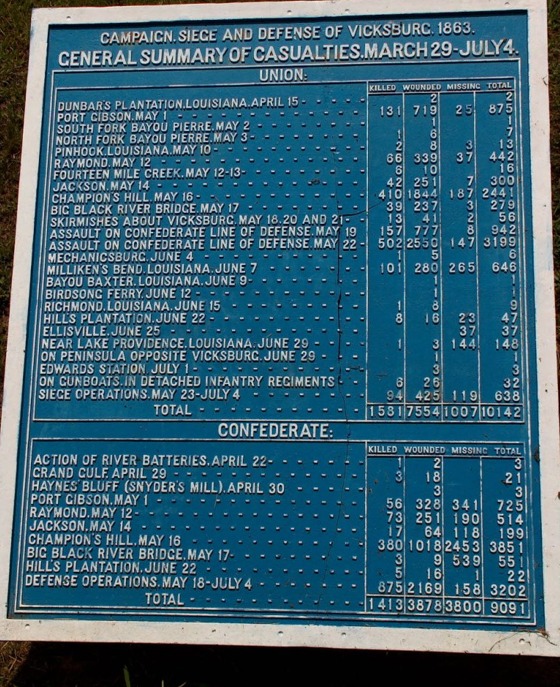 CAMPAIGN, SIEGE AND DEFENSE OF VICKSBURG, 1863.
GENERAL SUMMARY OF CASUALTIES, MARCH 29-JULY 4.
UNION:
KILLED WOUNDED MISSING TOTAL
DUNBAR'S PLANTATION, LOUISIANA, APRIL 15 - 2 2
PORT GIBSON, MAY 1 - 131 719 25 875
SOUTH FORK BAYOU PIERRE, MAY 2 - 1 1
NORTH FORK BAYOU PIERRE, MAY 3 - 1 6 7
PINHOCK, LOUISIANA, MAY 10 - 2 8 3 13
RAYMOND, MAY 12 - 66 339 37 442
FOURTEEN MILE CREEK, MAY 12-13 - 6 10 16
JACKSON, MAY 14 - 42 251 7 300
CHAMPION'S HILL, MAY 16 - 410 1844 187 2441
BIG BLACK RIVER BRIDGE, MAY 17 - 39 237 3 279
SKIRMISHES ABOUT VICKSBURG, MAY 18, 20 AND 21 - 13 41 2 56
ASSAULT ON CONFEDERATE LINE OF DEFENSE, MAY 19 157 777 8 942
ASSAULT ON CONFEDERATE LINE OF DEFENSE, MAY 22 - 502 2550 147 3199
MECHANICSBURG, JUNE 4 - 1 5 6
MILLIKEN'S BEND, LOUISIANA, JUNE 7 - 101 280 265 646
BAYOU BAXTER, LOUISIANA, JUNE 9 - 1 1
BIRDSONG FERRY, JUNE 12 - 1 1
RICHMOND, LOUISIANA, JUNE 15 - 1 8 9
HILLS PLANTATION, JUNE 22 - 8 16 23 47
ELLISVILLE, JUNE 25 - 37 37
NEAR LAKE PROVIDENCE, LOUISIANA, JUNE 29 - 1 3 144 148
ON PENINSULA OPPOSITE VICKSBURG, JUNE 29 - 1 1
EDWARDS STATION, JULY 1 - 3 3
ON GUNBOATS, IN DETACHED INFANTRY REGIMENTS - 6 26 32
SIEGE OPERATIONS, MAY 23-JULY 4 - 94 425 119 638
TOTAL - 1581 7554 1007 10142
CONFEDERATE:
KILLED WOUNDED MISSING TOTAL
ACTION OF RIVER BATTERIES, APRIL 22 - 1 2 3
GRAND GULF, APRIL 29 - 3 18 21
HAYNES' BLUFF (SNYDER'S MILL), APRIL 30 - 3 3
PORT GIBSON, MAY 1 - 56 328 341 725
RAYMOND, MAY 12 - 73 251 190 514
JACKSON, MAY 14 - 17 64 118 199
CHAMPION'S HILL, MAY 16 - 380 1018 2453 3851
BIG BLACK RIVER BRIDGE, MAY 17 - 3 9 539 551
HILL'S PLANTATION, JUNE 22 - 5 16 1 22
DEFENSE OPERATIONS, MAY 18-JULY 4 - 875 2169 158 3202
TOTAL - 1413 3878 3800 9091